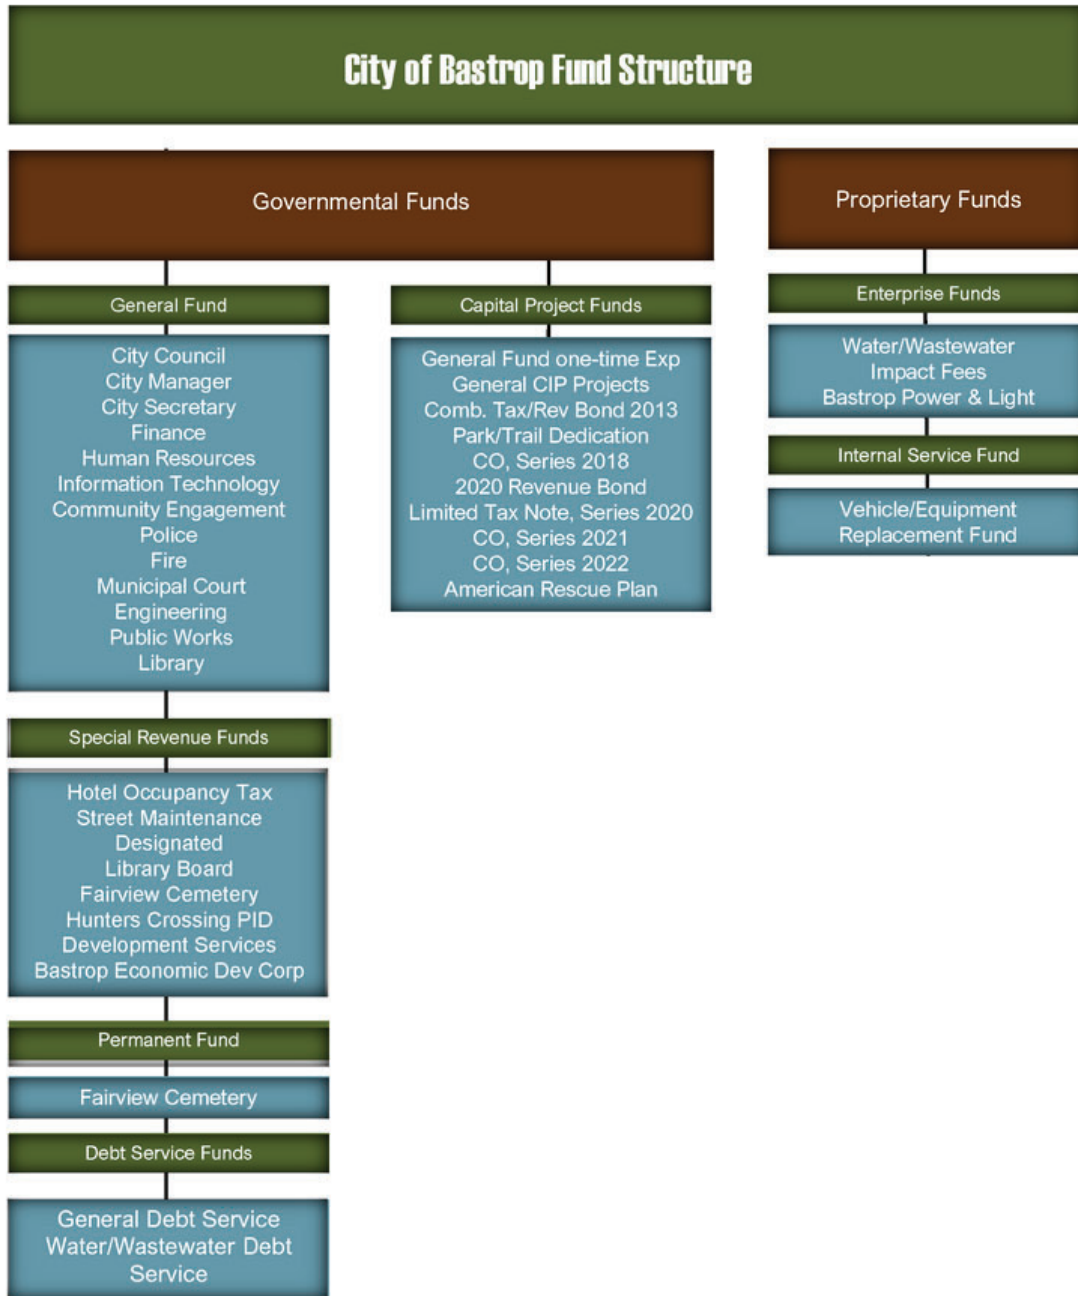 City of Bastrop Fund Structure
Governmental Funds
General Fund
City Council
City Manager
City Secretary
Finance
Human Resources
Information Technology
Community Engagement
Police
Fire
Municipal Court
Engineering
Public Works
Library
Special Revenue Funds
Hotel Occupancy Tax
Street Maintenance
Designated
Library Board
Fairview Cemetery
Hunters Crossing PID
Development Services
Bastrop Economic Dev Corp
Permanent Fund
Fairview Cemetery
Debt Service Funds
General Debt Service
Water/Wastewater Debt
Service
Capital Project Funds
General Fund one-time Exp
General CIP Projects
Comb. Tax/Rev Bond 2013
Park/Trail Dedication
CO, Series 2018
2020 Revenue Bond
Limited Tax Note, Series 2020
CO, Series 2021
CO, Series 2022
American Rescue Plan
Proprietary Funds
Enterprise Funds
Water/Wastewater
Impact Fees
Bastrop Power & Light
Internal Service Fund
Vehicle/Equipment
Replacement Fund